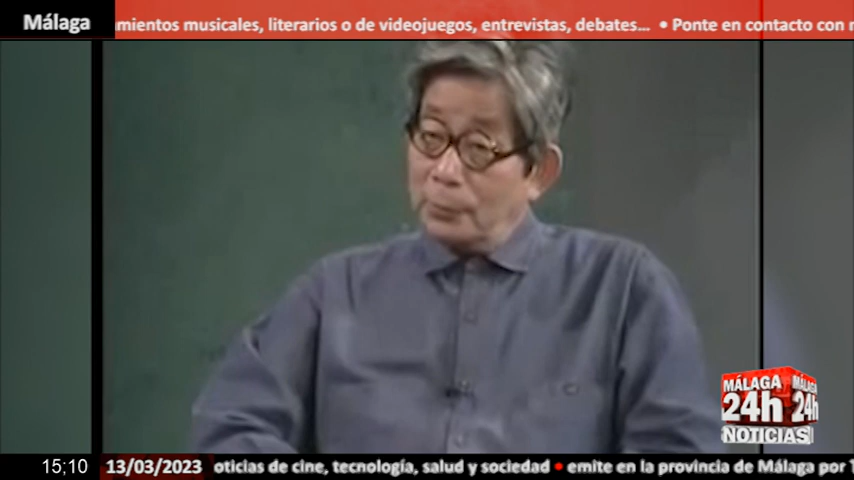 Málaga
mientos musicales, literarios o de videojuegos, entrevistas, debates... • Ponte en contacto con
MÁLAGA MÁLAGA
24h 24h
NOTICIAS
15:10 13/03/2023 oticias de cine, tecnología, salud y sociedad • emite en la provincia de Málaga por